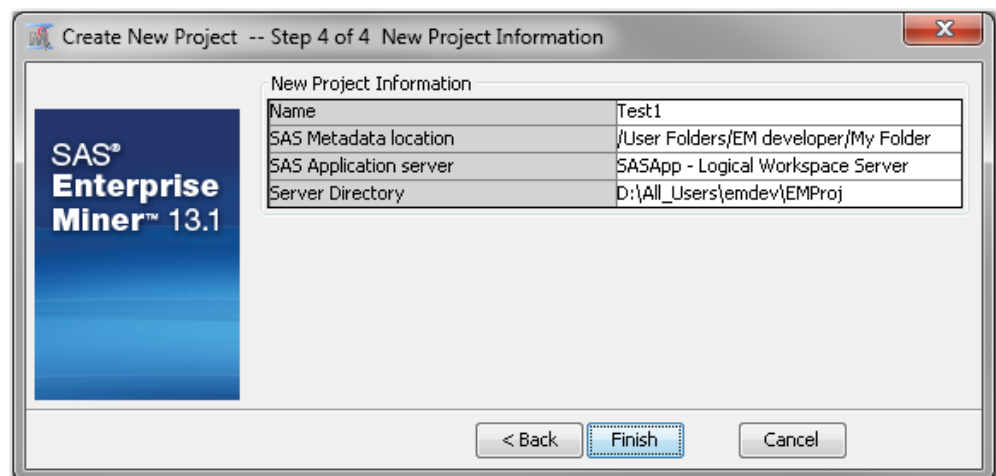 Create New Project -- Step 4 of 4 New Project Information
New Project Information
Name Test1
SAS Metadata location /User Folders/EM developer/My Folder
SAS Application server SASApp - Logical Workspace Server
Server Directory D:\All_Users\emdev\EMProj
SAS®
Enterprise
Miner™ 13.1
< Back Finish Cancel